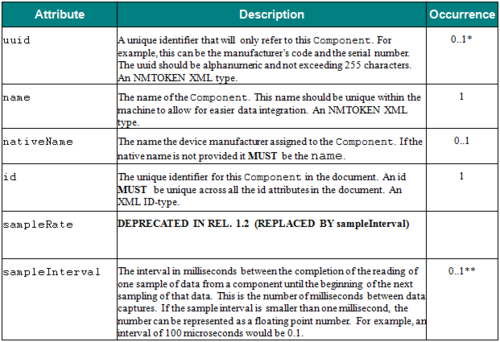 Attribute Description Occurrence
uuid A unique identifier that will only refer to this Component. For 0..1*
example, this can be the manufacturer's code and the serial number.
The uuid should be alphanumeric and not exceeding 255 characters.
An NMTOKEN XML type.
name The name of the Component. This name should be unique within the 1
machine to allow for easier data integration. An NMTOKEN XML
type.
nativeName The name the device manufacturer assigned to the Component. If the 0..1
native name is not provided it MUST be the name.
id The unique identifier for this Component in the document. An id 1
MUST be unique across all the id attributes in the document. An
XML ID-type.
sampleRate DEPRECATED IN REL. 1.2 (REPLACED BY sampleInterval)
sampleInterval The interval in milliseconds between the completion of the reading of 0..1**
one sample of data from a component until the beginning of the next
sampling of that data. This is the number of milliseconds between data
captures. If the sample interval is smaller than one millisecond, the
number can be represented as a floating point number. For example, an
interval of 100 microseconds would be 0.1.